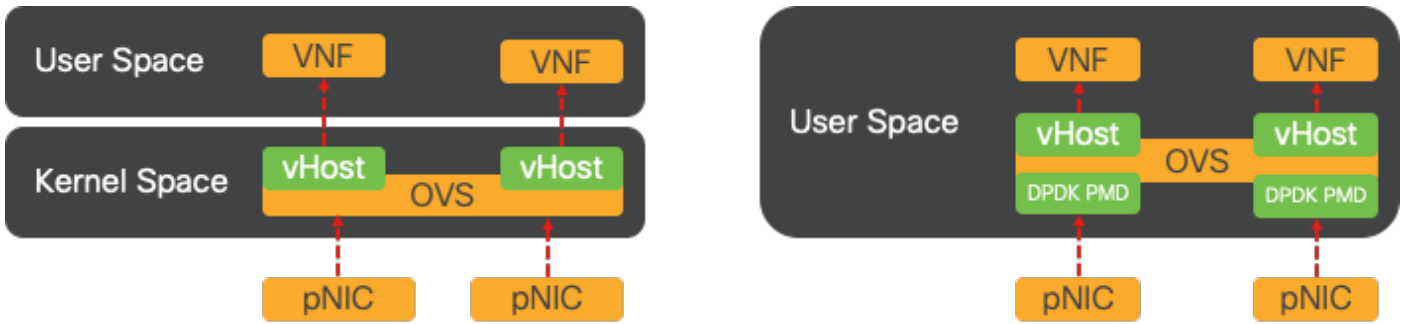 User Space
VNF
VNF
Kernel Space
vHost
vHost
OVS
pNIC
pNIC
User Space
VNF
VNF
vHost
vHost
OVS
DPDK PMD
DPDK PMD
pNIC
pNIC